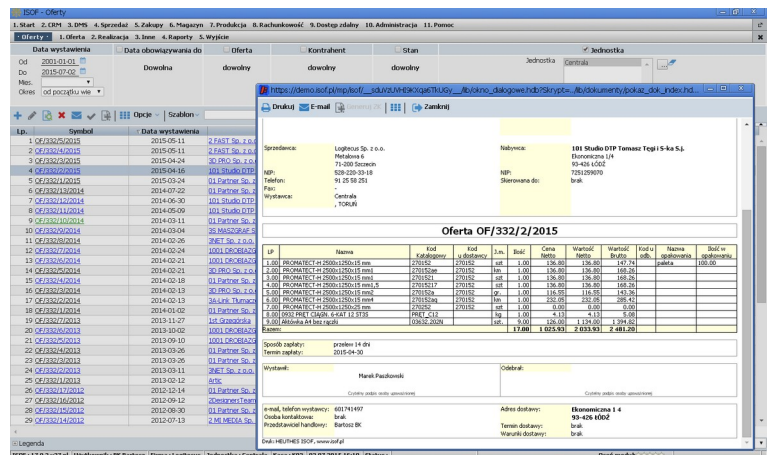 ISOF - Oferty
1. Start 2. CRM 3. DMS 4. Sprzedaż 5. Zakupy 6. Magazyn 7. Produkcja 8. Rachunkowość 9. Dostęp zdalny 10. Administracja 11. Pomoc
· Oferty · 1. Oferta 2. Realizacja 3. Inne 4. Raporty 5. Wyjście
Data wystawienia Data obowiązywania do Oferta Kontrahent Stan Jednostka
Od 2001-01-01
Do 2015-07-02
Mies.
Okres od początku wie
Dowolna dowolny dowolny dowolny
Jednostka Centrala
Opcje Szablon
Lp. Symbol Data wystawienia
1 OF/332/5/2015 2015-05-11 2 FAST Sp. z o.o.
2 OF/332/4/2015 2015-05-11 2 FAST Sp. z o.o.
3 OF/332/3/2015 2015-04-24 3D PRO Sp. z o.o.
4 OF/332/2/2015 2015-04-16 101 Studio DTP
5 OF/332/1/2015 2015-03-24 01 Partner Sp. z
6 OF/332/13/2014 2014-07-22 01 Partner Sp. z
7 OF/332/12/2014 2014-06-30 101 Studio DTP
8 OF/332/11/2014 2014-05-09 101 Studio DTP
9 OF/332/10/2014 2014-03-11 01 Partner Sp. z
10 OF/332/9/2014 2014-03-04 3S MASZGRAF S
11 OF/332/8/2014 2014-02-26 3NET Sp. z o.o.
12 OF/332/7/2014 2014-02-24 1001 DROBIAZG
13 OF/332/6/2014 2014-02-21 1001 DROBIAZG
14 OF/332/5/2014 2014-02-21 3D PRO Sp. z o.
15 OF/332/4/2014 2014-02-18 01 Partner Sp. z
16 OF/332/3/2014 2014-02-13 3D PRO Sp. z o.
17 OF/332/2/2014 2014-02-13 3A-Link Tłumacz
18 OF/332/1/2014 2014-01-02 01 Partner Sp. z
19 OF/332/7/2013 2013-11-27 1st Grzegórska
20 OF/332/6/2013 2013-10-02 1001 DROBIAZG
21 OF/332/5/2013 2013-09-10 1001 DROBIAZG
22 OF/332/4/2013 2013-03-26 01 Partner Sp. z
23 OF/332/3/2013 2013-03-26 01 Partner Sp. z
24 OF/332/2/2013 2013-03-11 3NET Sp. z o.o.
25 OF/332/1/2013 2013-02-12 Artic
26 OF/332/17/2012 2012-12-14 01 Partner Sp. z
27 OF/332/16/2012 2012-09-12 2DesignersTeam
28 OF/332/15/2012 2012-08-30 01 Partner Sp. z
29 OF/332/14/2012 2012-07-13 2 MI MEDIA Sp.
Legenda
Drukuj E-mail Generuj ZK Zamknij
Sprzedawca: Logitecus Sp. z o.o.
Metalowa 6
71-200 Szczecin
NIP: 528-220-33-18
Telefon: 91 25 58 251
Fax: -
Wystawca: Centrala
, TORUŃ
Nabywca: 101 Studio DTP Tomasz Tęgi i S-ka S.j.
Ekonomiczna 1/4
93-426 ŁÓDŹ
NIP: 7251259070
Skierowana do: brak
Oferta OF/332/2/2015
LP Nazwa Kod Katalogowy Kod u dostawcy J.m. Ilość Cena Netto Wartość Netto Wartość Brutto Kod u odb. Nazwa opakowania Ilość w opakowaniu
1.00 PROMATECT-H 2500x1250x15 mm 270152 270152 szt 1.00 136.80 136.80 147.74 paleta 100.00
2.00 PROMATECT-H 2500x1250x15 mm1 270152ae 270152 km 1.00 136.80 136.80 168.26
3.00 PROMATECT-H 2500x1250x15 nm1 2701521 270152 szt 1.00 136.80 136.80 168.26
4.00 PROMATECT-H 2500x1250x15 mm1,5 27015217 270152 szt 1.00 136.80 136.80 168.26
5.00 PROMATECT-H 2500x1250x15 nm 2701522a 270152 gr. 1.00 116.55 116.55 143.36
6.00 PROMATECT-H 2500x1250x15 mmm 270152aq 270152 km 1.00 232.05 232.05 285.42
7.00 PROMATECT-H 2500x1250x25 mm 270252 270252 szt 1.00 0.00 0.00 0.00
8.00 0932 PRĘT CIĄGN. 6-KAT 12 ST3S PRĘT_C12 kg 1.00 4.13 4.13 5.08
9.00 Aktówka A4 bez rączki 03632.202N szt. 9.00 126.00 1 134.00 1 394.82
Razem: 17.00 1 025.93 2 033.93 2 481.20
Sposób zapłaty: przelew 14 dni
Termin zapłaty: 2015-04-30
Wystawił: Odebrał:
Marek Paszkowski
Czytelny podpis osoby upoważnionej Czytelny podpis osoby upoważnionej
e-mail, telefon wystawcy: 601741497
Osoba kontaktowa: brak
Przedstawiciel handlowy: Bartosz BK
Adres dostawy: Ekonomiczna 1 4
93-426 ŁÓDŹ
Termin dostawy: brak
Warunki dostawy: brak
Druk: HEUTHES ISOF, www.isof.pl